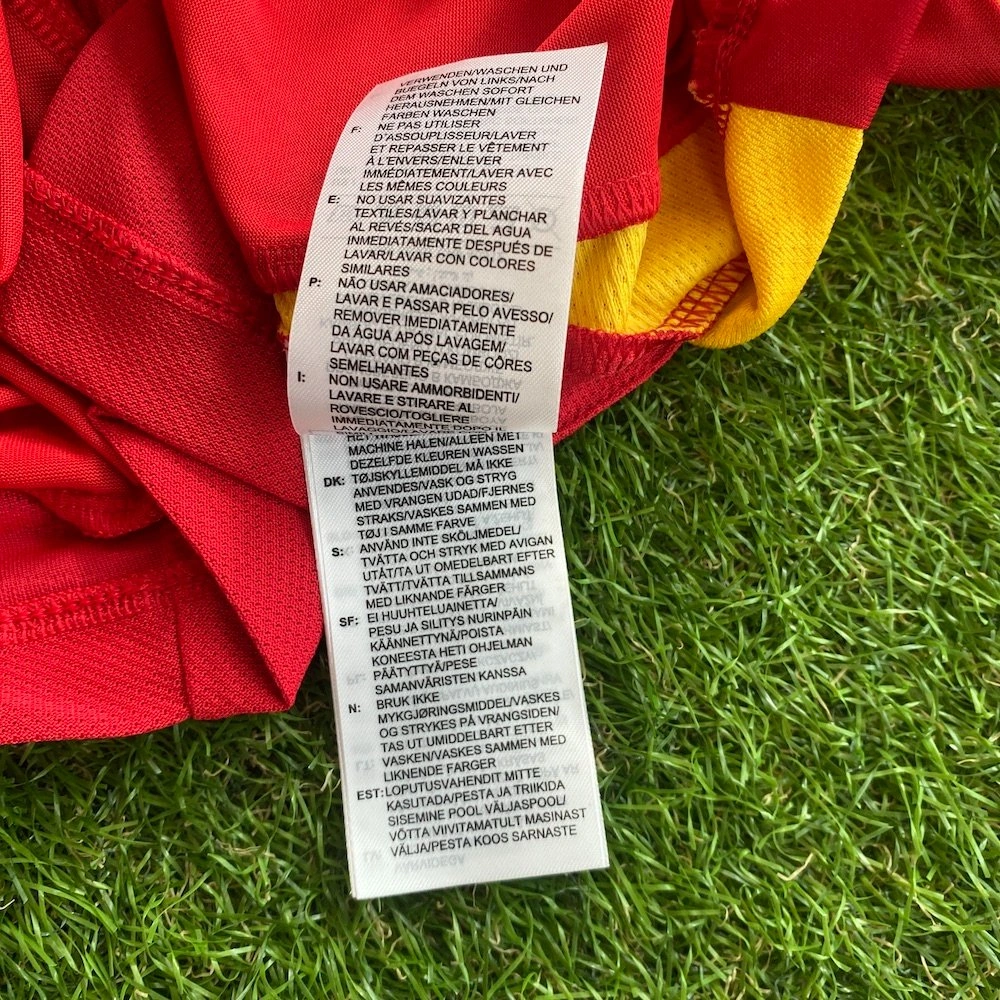 VERWENDEN/WASCHEN UND
BUEGELN VON LINKS/NACH
DEM WASCHEN SOFORT
HERAUSNEHMEN/MIT GLEICHEN
FARBEN WASCHEN
F: NE PAS UTILISER
D'ASSOUPLISSEUR/LAVER
ET REPASSER LE VÊTEMENT
À L'ENVERS/ENLEVER
IMMÉDIATEMENT/LAVER AVEC
LES MÊMES COULEURS
E: NO USAR SUAVIZANTES
TEXTILES/LAVAR Y PLANCHAR
AL REVÉS/SACAR DEL AGUA
INMEDIATAMENTE DESPUÉS DE
LAVAR/LAVAR CON COLORES
SIMILARES
P: NÃO USAR AMACIADORES/
LAVAR E PASSAR PELO AVESSO/
REMOVER IMEDIATAMENTE
DA ÁGUA APÓS LAVAGEM/
LAVAR COM PEÇAS DE CÔRES
SEMELHANTES
I: NON USARE AMMORBIDENTI/
LAVARE E STIRARE AL
ROVESCIO/TOGLIERE
IMMEDIATAMENTE DOPO IL
MACHINE HALEN/ALLEEN MET
DEZELFDE KLEUREN WASSEN
DK: TØJSKYLLEMIDDEL MÅ IKKE
ANVENDES/VASK OG STRYG
MED VRANGEN UDAD/FJERNES
STRAKS/VASKES SAMMEN MED
TØJ I SAMME FARVE
S: ANVÄND INTE SKÖLJMEDEL/
TVÄTTA OCH STRYK MED AVIGAN
UTÅT/TA UT OMEDELBART EFTER
TVÄTT/TVÄTTA TILLSAMMANS
MED LIKNANDE FÄRGER
SF: EI HUUHTELUAINETTA/
PESU JA SILITYS NURINPÄIN
KÄÄNNETTYNÄ/POISTA
KONEESTA HETI OHJELMAN
PÄÄTYTTYÄ/PESE
SAMANVÄRISTEN KANSSA
N: BRUK IKKE
MYKGJØRINGSMIDDEL/VASKES
OG STRYKES PÅ VRANGSIDEN/
TAS UT UMIDDELBART ETTER
VASKEN/VASKES SAMMEN MED
LIKNENDE FARGER
EST: LOPUTUSVAHENDIT MITTE
KASUTADA/PESTA JA TRIIKIDA
SISEMINE POOL VÄLJASPOOL/
VÕTTA VIIVITAMATULT MASINAST
VÄLJA/PESTA KOOS SARNASTE